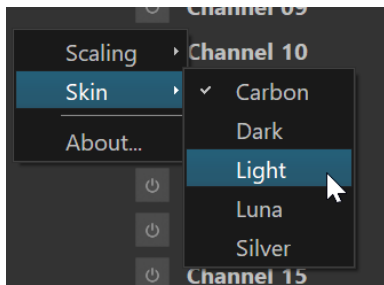 Channel 09
Scaling
Channel 10
Skin
Carbon
Dark
About...
Light
Luna
Silver
Channel 15